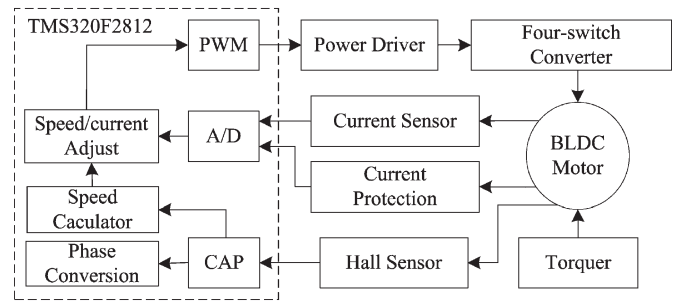 TMS320F2812
PWM
Power Driver
Four-switch
Converter
Speed/current
Adjust
A/D
Current Sensor
BLDC
Motor
Current
Protection
Speed
Caculator
Phase
Conversion
CAP
Hall Sensor
Torquer